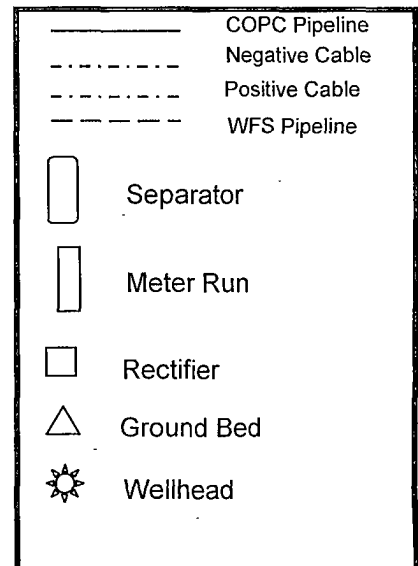 COPC Pipeline
Negative Cable
Positive Cable
WFS Pipeline
Separator
Meter Run
Rectifier
Ground Bed
Wellhead